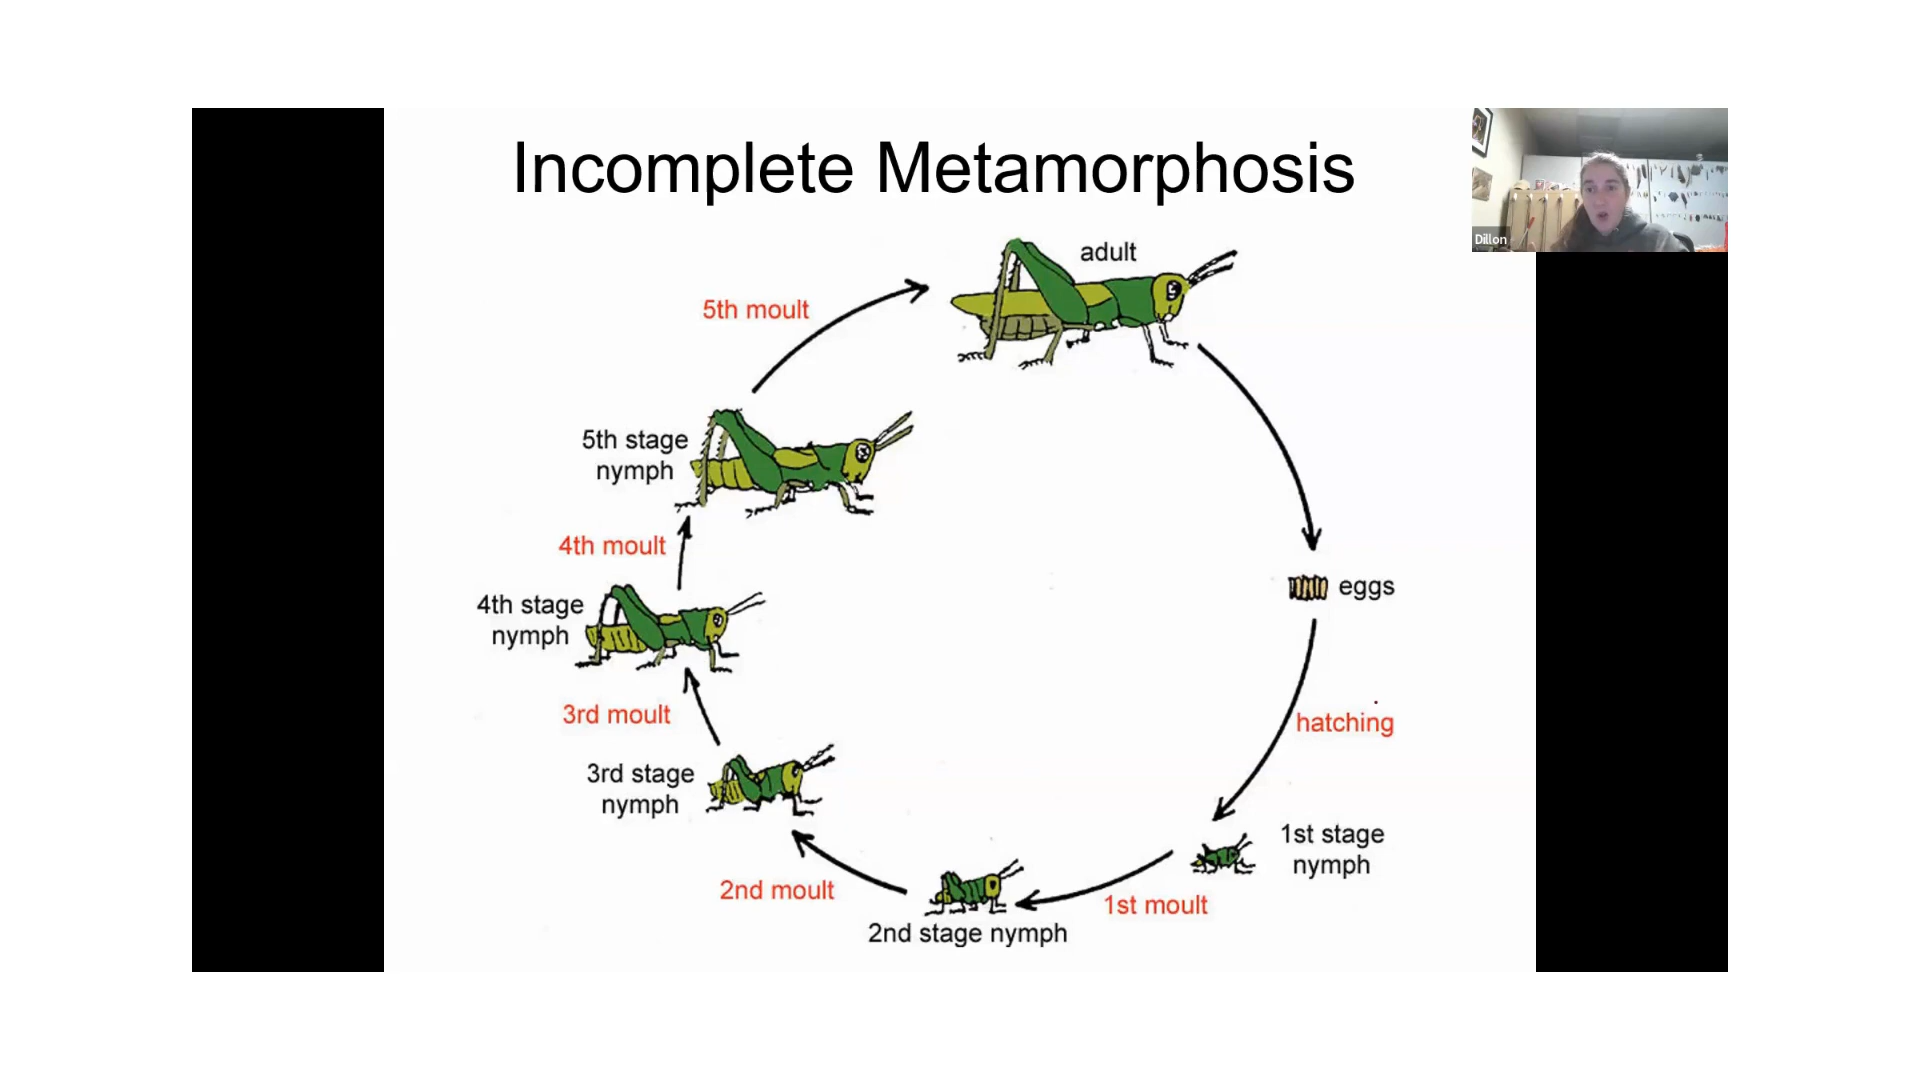 Incomplete Metamorphosis
Dillon
adult
5th moult
5th stage
nymph
4th moult
eggs
4th stage
nymph
3rd moult
hatching
3rd stage
nymph
1st stage
nymph
2nd moult
1st moult
2nd stage nymph